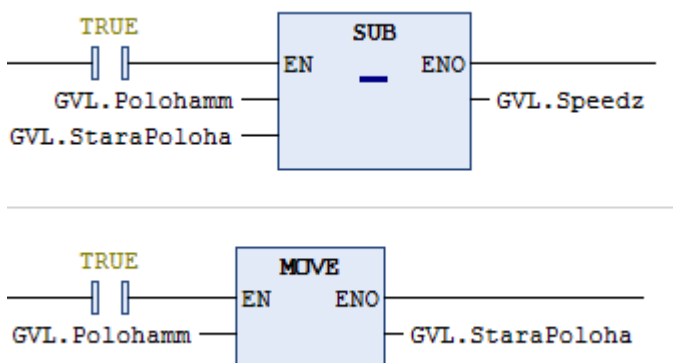 TRUE
SUB
EN ENO
GVL.Polohamm GVL.Speedz
GVL.StaraPoloha
TRUE
MOVE
EN ENO
GVL.Polohamm GVL.StaraPoloha